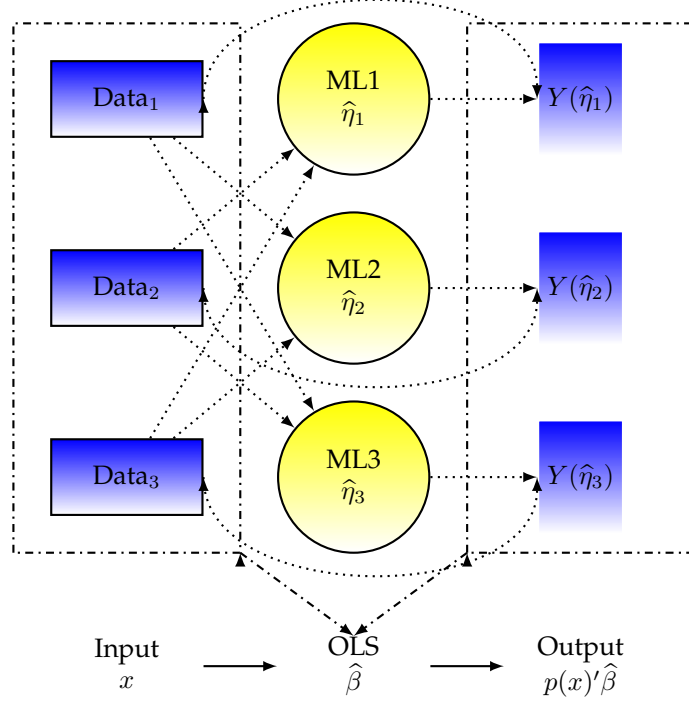 Data₁
ML1
η̂₁
Y(η̂₁)
Data₂
ML2
η̂₂
Y(η̂₂)
Data₃
ML3
η̂₃
Y(η̂₃)
Input
x
OLS
β̂
Output
p(x)′β̂